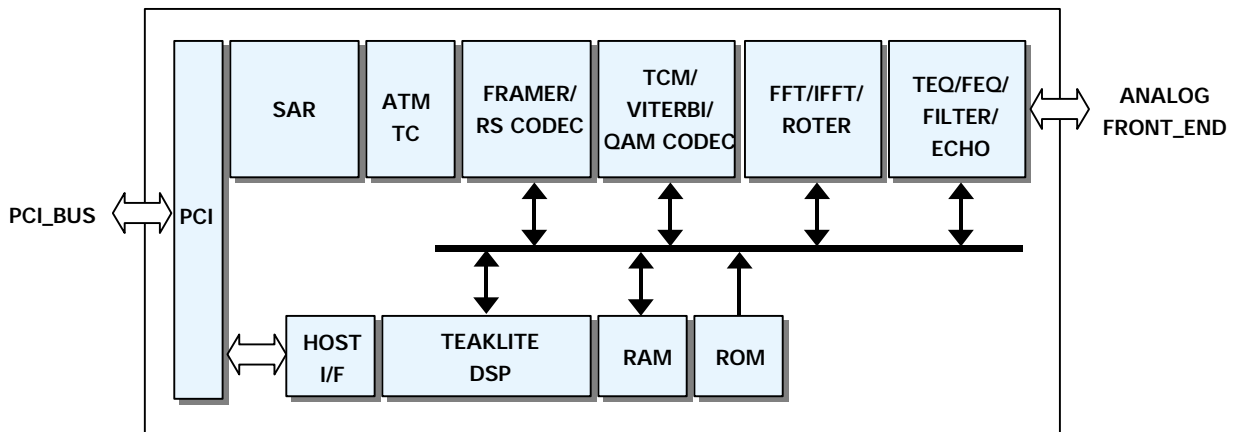 SAR
ATM
TC
FRAMER/
RS CODEC
TCM/
VITERBI/
QAM CODEC
FFT/IFFT/
ROTER
TEQ/FEQ/
FILTER/
ECHO
ANALOG
FRONT_END
PCI_BUS
PCI
HOST
I/F
TEAKLITE
DSP
RAM
ROM